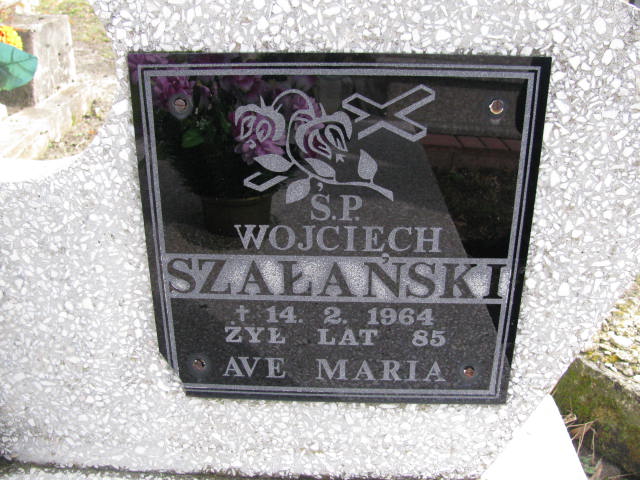 Ś.P.
WOJCIECH
SZAŁAŃSKI
† 14. 2. 1964
ŻYŁ LAT 85
AVE MARIA